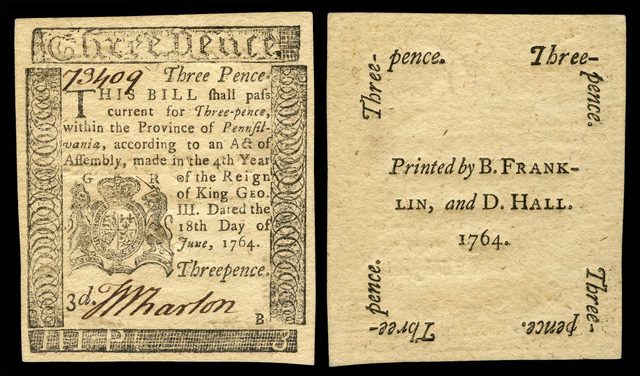 Three Pence.
73409 Three Pence.
THIS BILL ſhall paſs
current for Three-pence,
within the Province of Pennſil-
vania, according to an Act of
Aſſembly, made in the 4th Year
G R of the Reign
of King GEO.
III. Dated the
18th Day of
June, 1764.
Threepence.
3d. Wharton
B
Three-
pence.
Three-
pence.
Printed by B. FRANK-
LIN, and D. HALL.
1764.
Three-
pence.
Three-
pence.